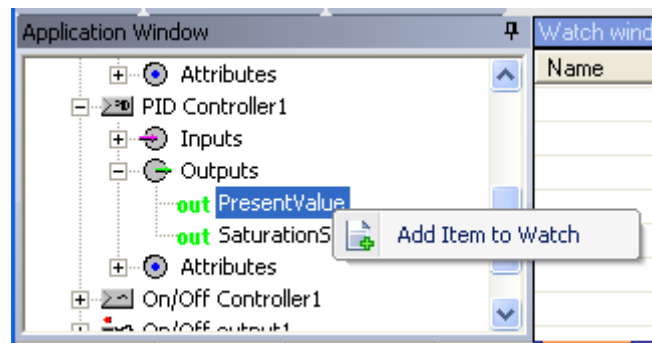 Application Window
Watch wind
Name
Attributes
PID Controller1
Inputs
Outputs
out PresentValue
Add Item to Watch
out SaturationS
Attributes
On/Off Controller1
On/Off output1